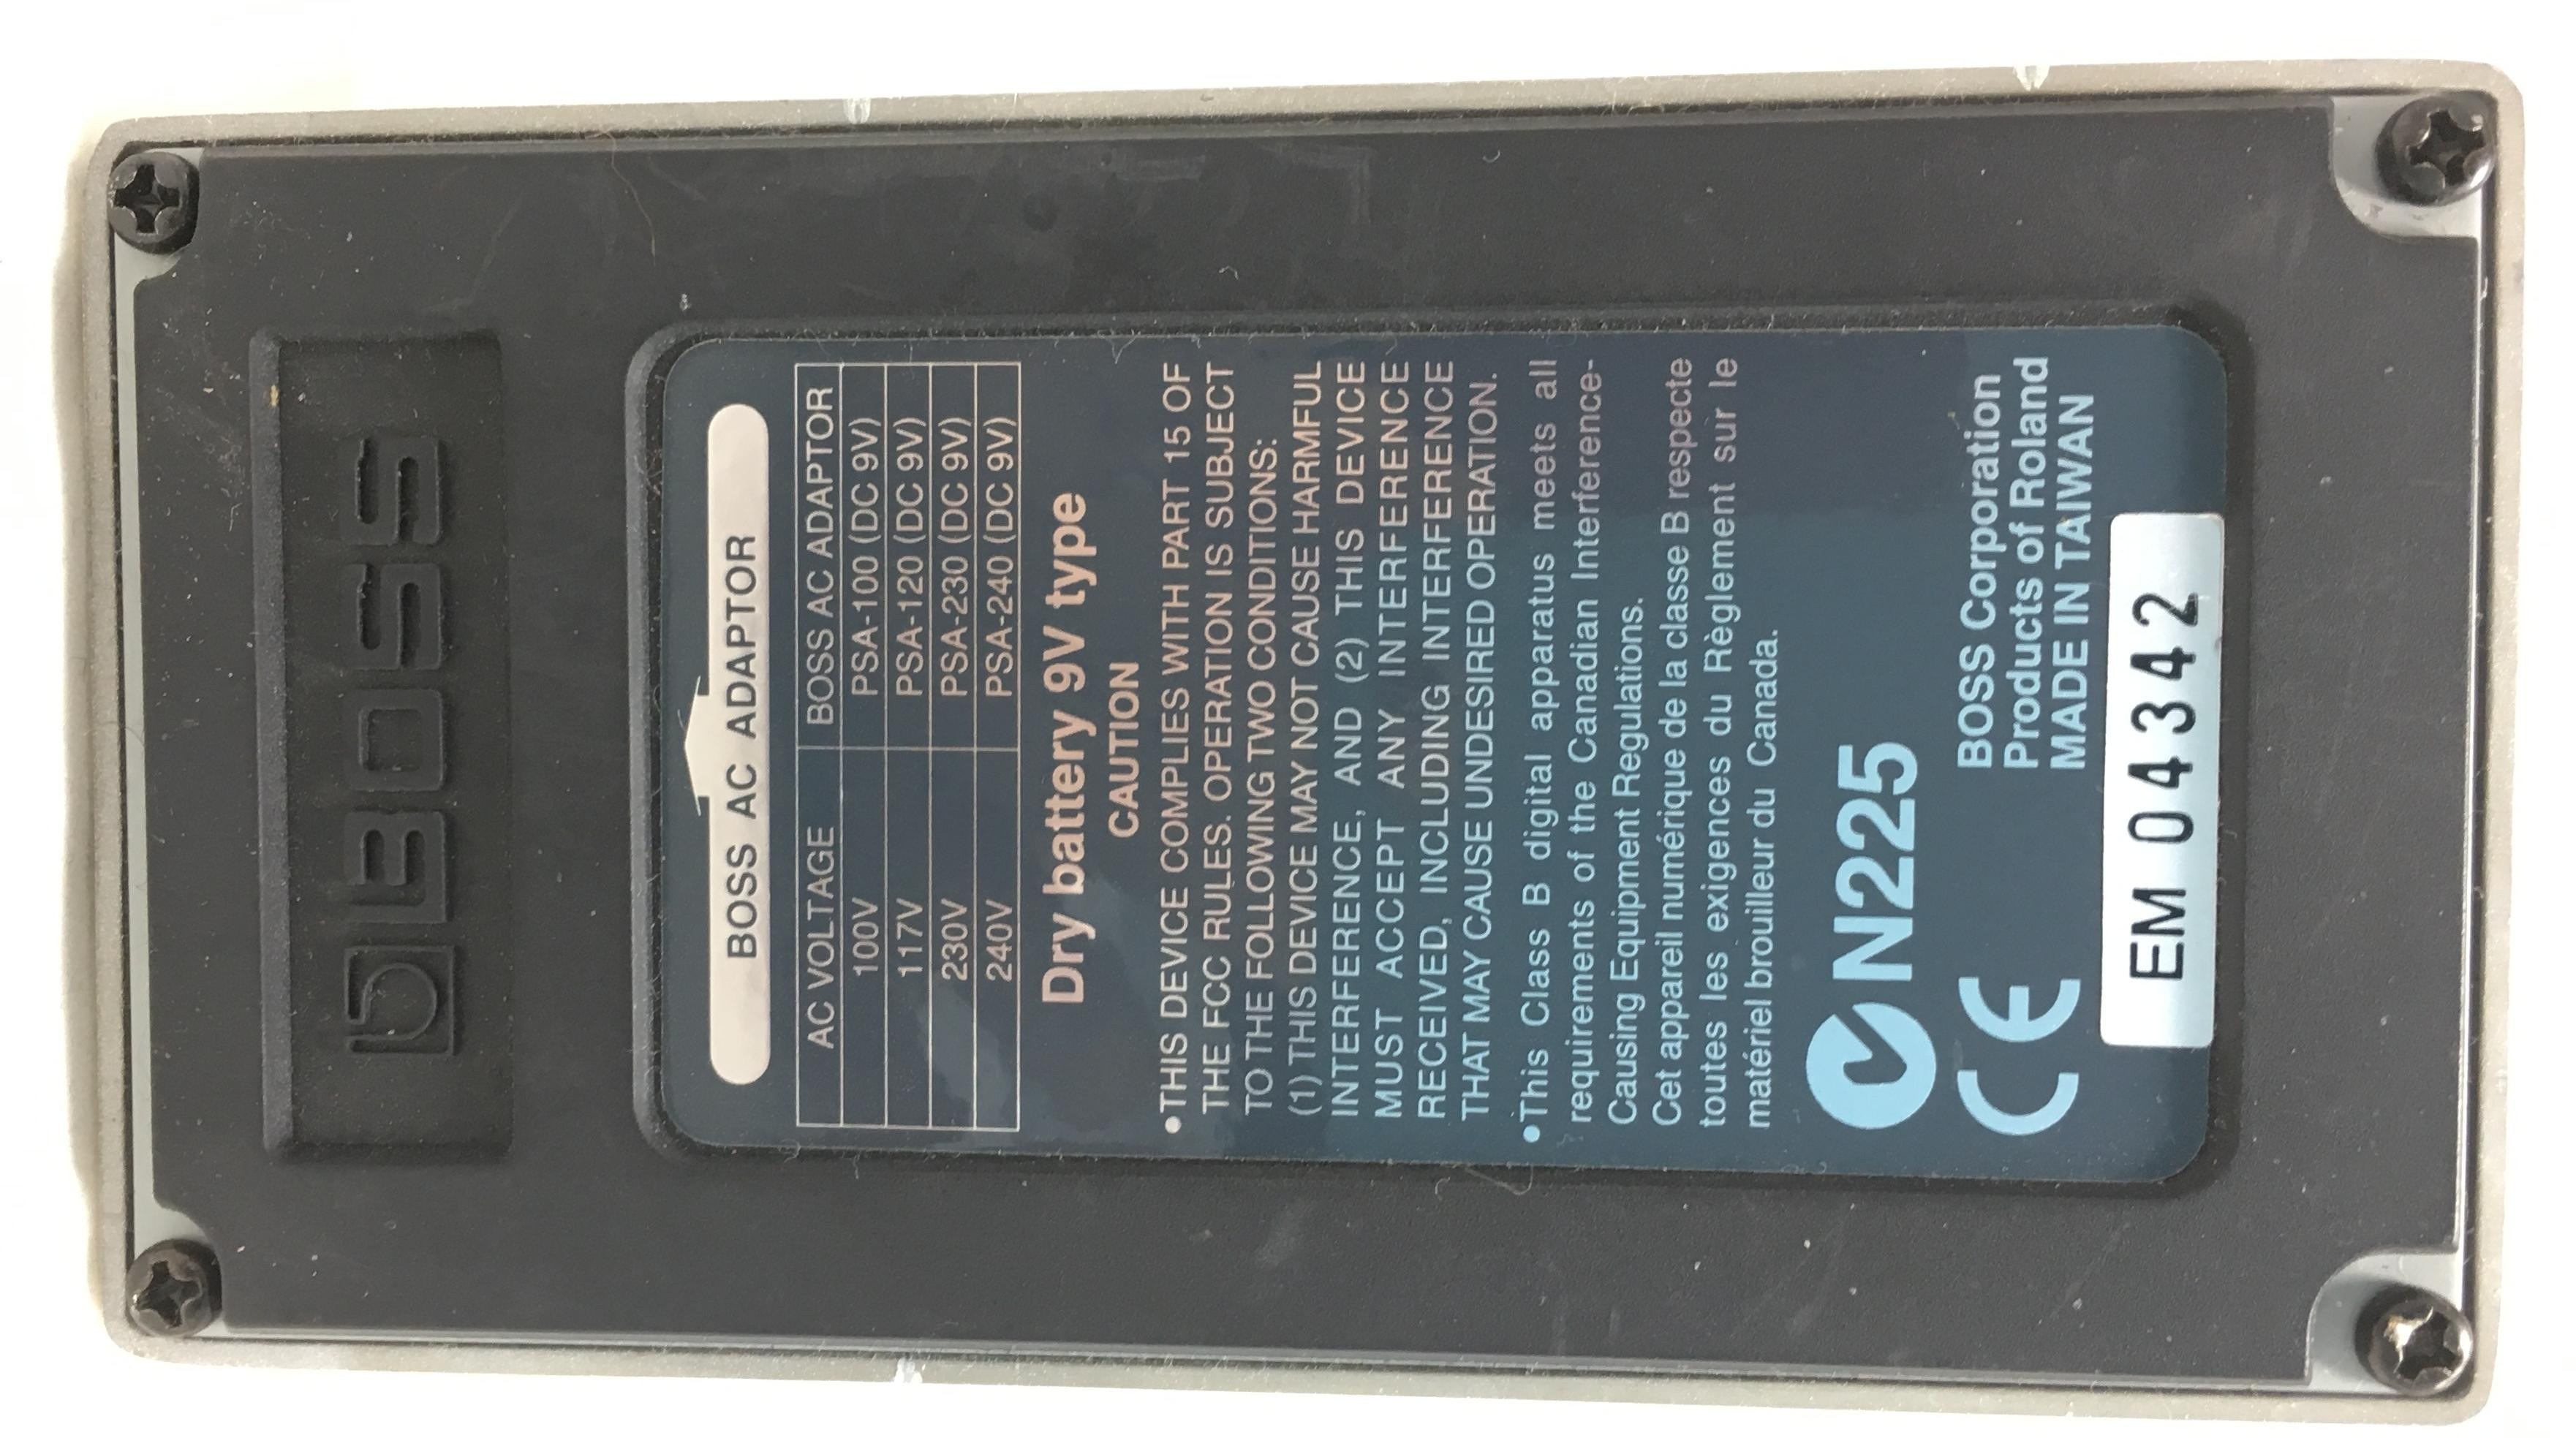 BOSS
BOSS AC ADAPTOR
AC VOLTAGE BOSS AC ADAPTOR
100V PSA-100 (DC 9V)
117V PSA-120 (DC 9V)
230V PSA-230 (DC 9V)
240V PSA-240 (DC 9V)
Dry battery 9V type
CAUTION
•THIS DEVICE COMPLIES WITH PART 15 OF
THE FCC RULES. OPERATION IS SUBJECT
TO THE FOLLOWING TWO CONDITIONS:
(1) THIS DEVICE MAY NOT CAUSE HARMFUL
INTERFERENCE, AND (2) THIS DEVICE
MUST ACCEPT ANY INTERFERENCE
RECEIVED, INCLUDING INTERFERENCE
THAT MAY CAUSE UNDESIRED OPERATION.
•This Class B digital apparatus meets all
requirements of the Canadian Interference-
Causing Equipment Regulations.
Cet appareil numérique de la classe B respecte
toutes les exigences du Règlement sur le
matériel brouilleur du Canada.
N225
CE
BOSS Corporation
Products of Roland
MADE IN TAIWAN
EM 04342